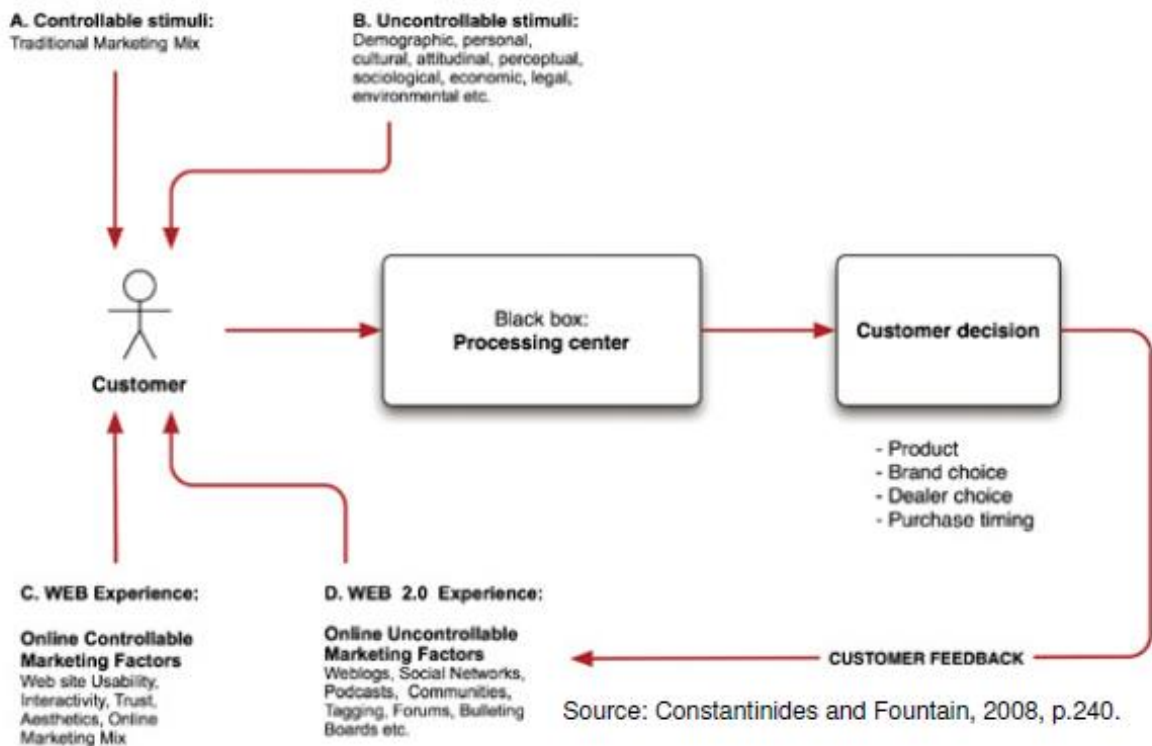 A. Controllable stimuli:
Traditional Marketing Mix
B. Uncontrollable stimuli:
Demographic, personal,
cultural, attitudinal, perceptual,
sociological, economic, legal,
environmental etc.
Customer
Black box:
Processing center
Customer decision
- Product
- Brand choice
- Dealer choice
- Purchase timing
C. WEB Experience:
Online Controllable
Marketing Factors
Web site Usability,
Interactivity, Trust,
Aesthetics, Online
Marketing Mix
D. WEB 2.0 Experience:
Online Uncontrollable
Marketing Factors
Weblogs, Social Networks,
Podcasts, Communities,
Tagging, Forums, Bulleting
Boards etc.
CUSTOMER FEEDBACK
Source: Constantinides and Fountain, 2008, p.240.